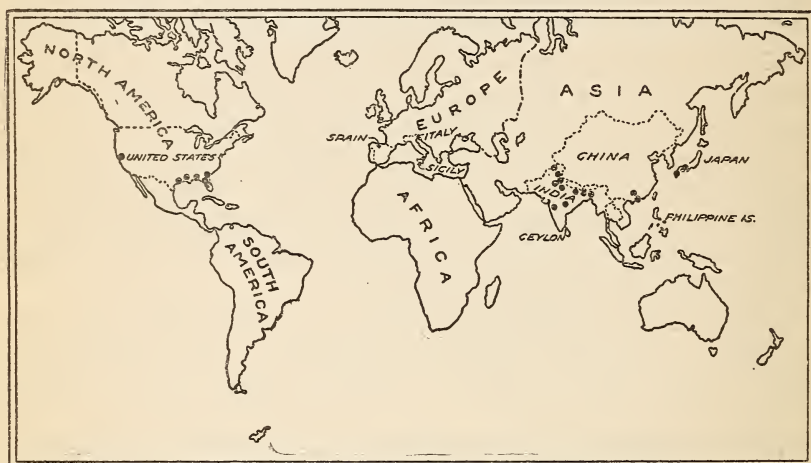 NORTH AMERICA
UNITED STATES
SOUTH
AMERICA
SPAIN
EUROPE
ITALY
SICILY
AFRICA
ASIA
CHINA
INDIA
CEYLON
JAPAN
PHILIPPINE IS.